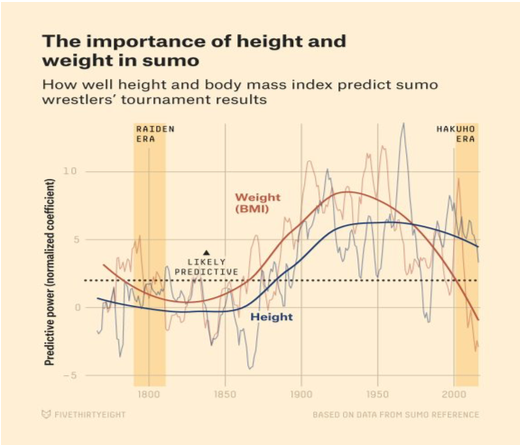 The importance of height and
weight in sumo
How well height and body mass index predict sumo
wrestlers’ tournament results
RAIDEN
ERA
HAKUHO
ERA
Predictive power (normalized coefficient)
10
5
0
-5
Weight
(BMI)
▲
LIKELY
PREDICTIVE
Height
1800
1850
1900
1950
2000
FIVETHIRTYEIGHT
BASED ON DATA FROM SUMO REFERENCE